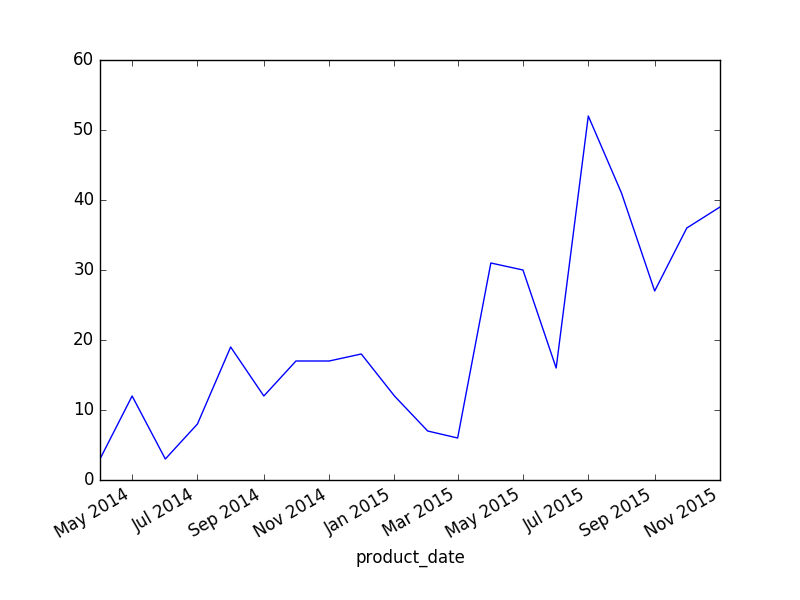 60
50
40
30
20
10
0
May 2014
Jul 2014
Sep 2014
Nov 2014
Jan 2015
Mar 2015
May 2015
Jul 2015
Sep 2015
Nov 2015
product_date